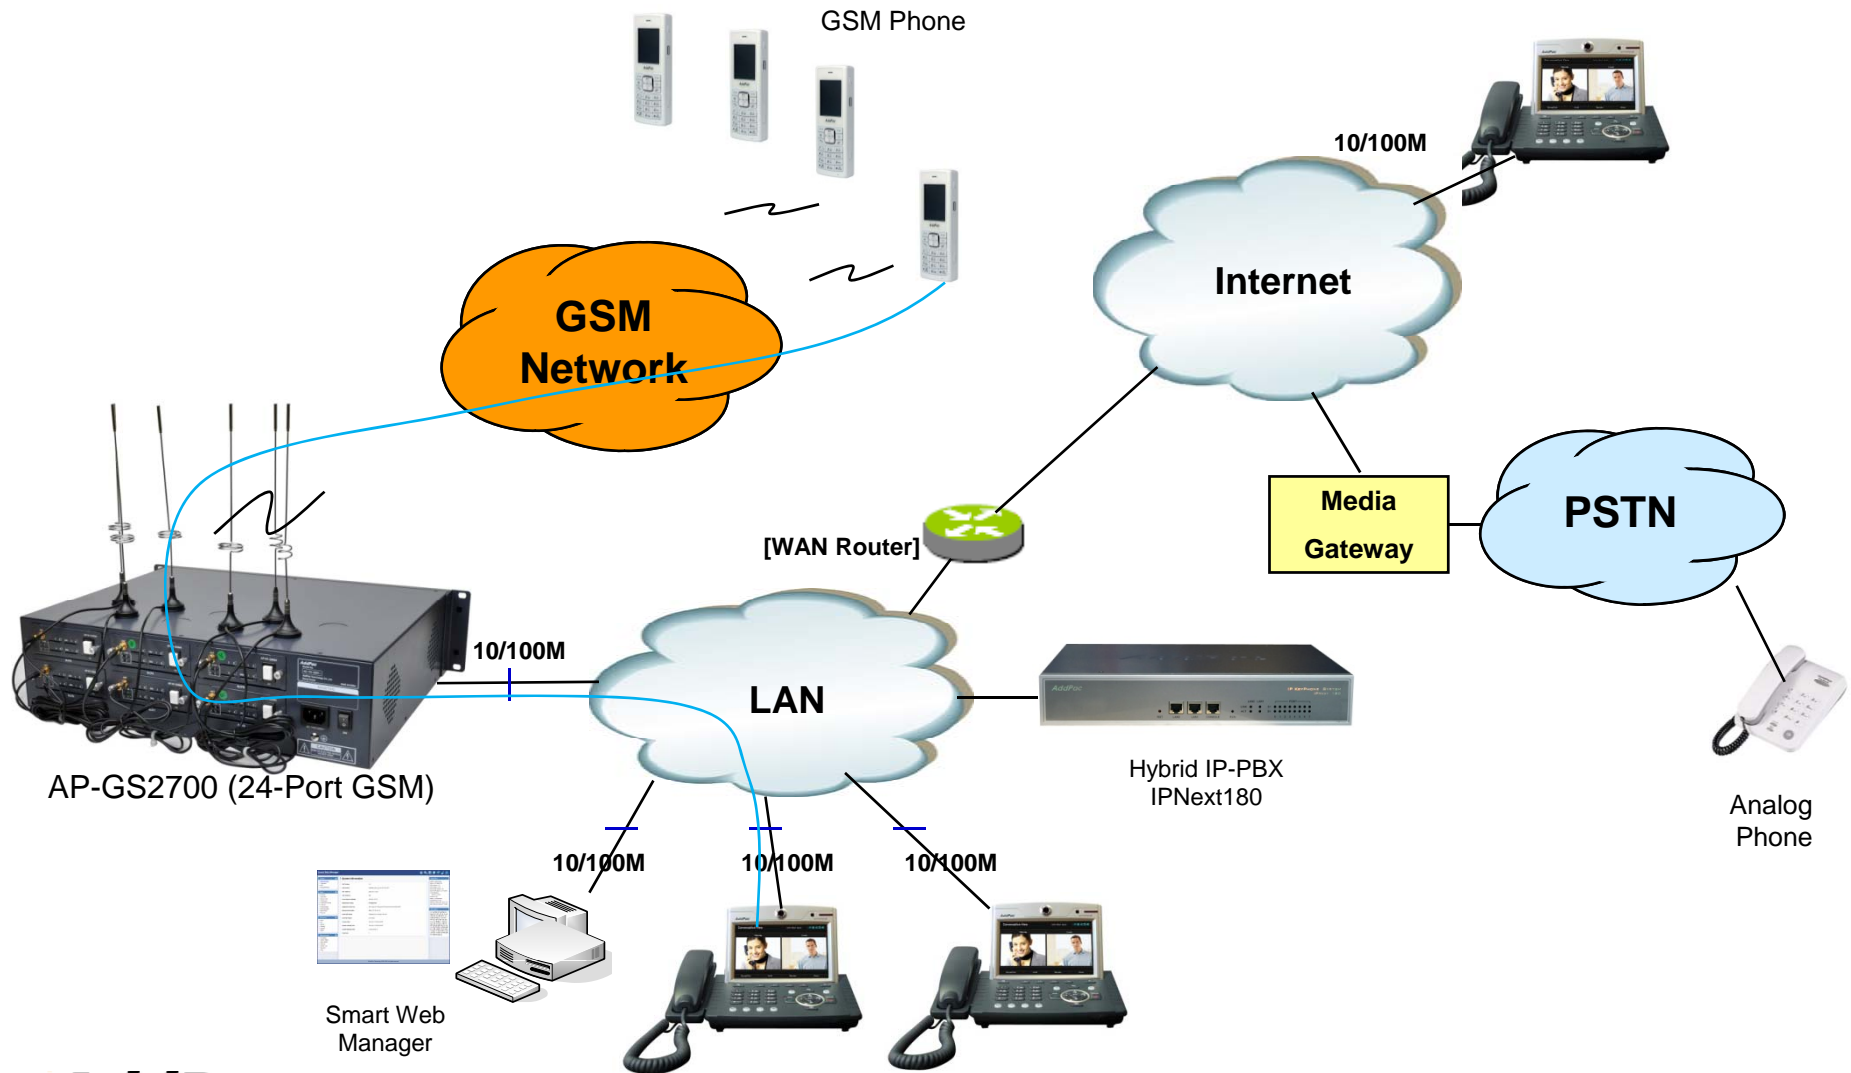 GSM Phone
10/100M
Internet
GSM
Network
Media
Gateway
PSTN
[WAN Router]
10/100M
LAN
AddPac
Hybrid IP-PBX
IPNext180
AP-GS2700 (24-Port GSM)
Analog
Phone
10/100M
10/100M
10/100M
Smart Web
Manager